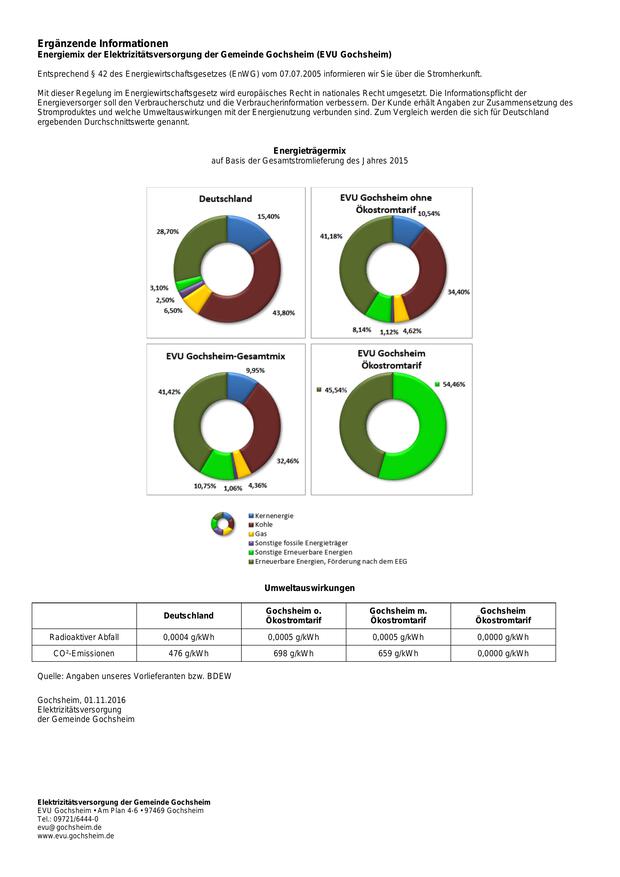 Ergänzende Informationen
Energiemix der Elektrizitätsversorgung der Gemeinde Gochsheim (EVU Gochsheim)
Entsprechend § 42 des Energiewirtschaftsgesetzes (EnWG) vom 07.07.2005 informieren wir Sie über die Stromherkunft.
Mit dieser Regelung im Energiewirtschaftsgesetz wird europäisches Recht in nationales Recht umgesetzt. Die Informationspflicht der
Energieversorger soll den Verbraucherschutz und die Verbraucherinformation verbessern. Der Kunde erhält Angaben zur Zusammensetzung des
Stromproduktes und welche Umweltauswirkungen mit der Energienutzung verbunden sind. Zum Vergleich werden die sich für Deutschland
ergebenden Durchschnittswerte genannt.
Energieträgermix
auf Basis der Gesamtstromlieferung des Jahres 2015
Deutschland
15,40%
28,70%
3,10%
2,50%
6,50%
43,80%
EVU Gochsheim ohne
Ökostromtarif
10,54%
41,18%
34,40%
8,14%
1,12%
4,62%
EVU Gochsheim-Gesamtmix
9,95%
41,42%
32,46%
10,75%
1,06%
4,36%
EVU Gochsheim
Ökostromtarif
45,54%
54,46%
Kernenergie
Kohle
Gas
Sonstige fossile Energieträger
Sonstige Erneuerbare Energien
Erneuerbare Energien, Förderung nach dem EEG
Umweltauswirkungen
Deutschland
Gochsheim o.
Ökostromtarif
Gochsheim m.
Ökostromtarif
Gochsheim
Ökostromtarif
Radioaktiver Abfall 0,0004 g/kWh 0,0005 g/kWh 0,0005 g/kWh 0,0000 g/kWh
CO²-Emissionen 476 g/kWh 698 g/kWh 659 g/kWh 0,0000 g/kWh
Quelle: Angaben unseres Vorlieferanten bzw. BDEW
Gochsheim, 01.11.2016
Elektrizitätsversorgung
der Gemeinde Gochsheim
Elektrizitätsversorgung der Gemeinde Gochsheim
EVU Gochsheim • Am Plan 4-6 • 97469 Gochsheim
Tel.: 09721/6444-0
evu@gochsheim.de
www.evu.gochsheim.de